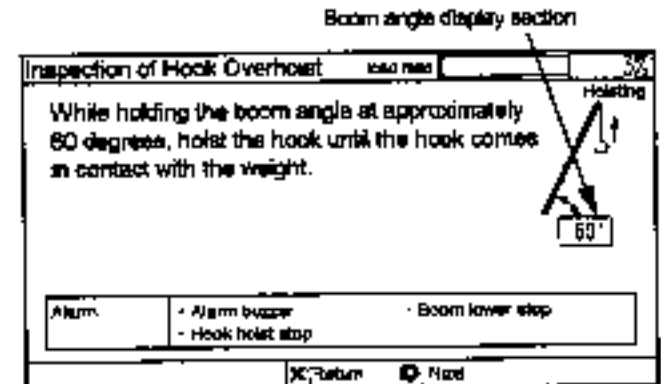 Boom angle display section
Inspection of Hook Overhoist
Hoisting
While holding the boom angle at approximately
60 degrees, hoist the hook until the hook comes
in contact with the weight.
60°
Alarm
· Alarm buzzer
· Boom lower stop
· Hook hoist stop
Return
Next